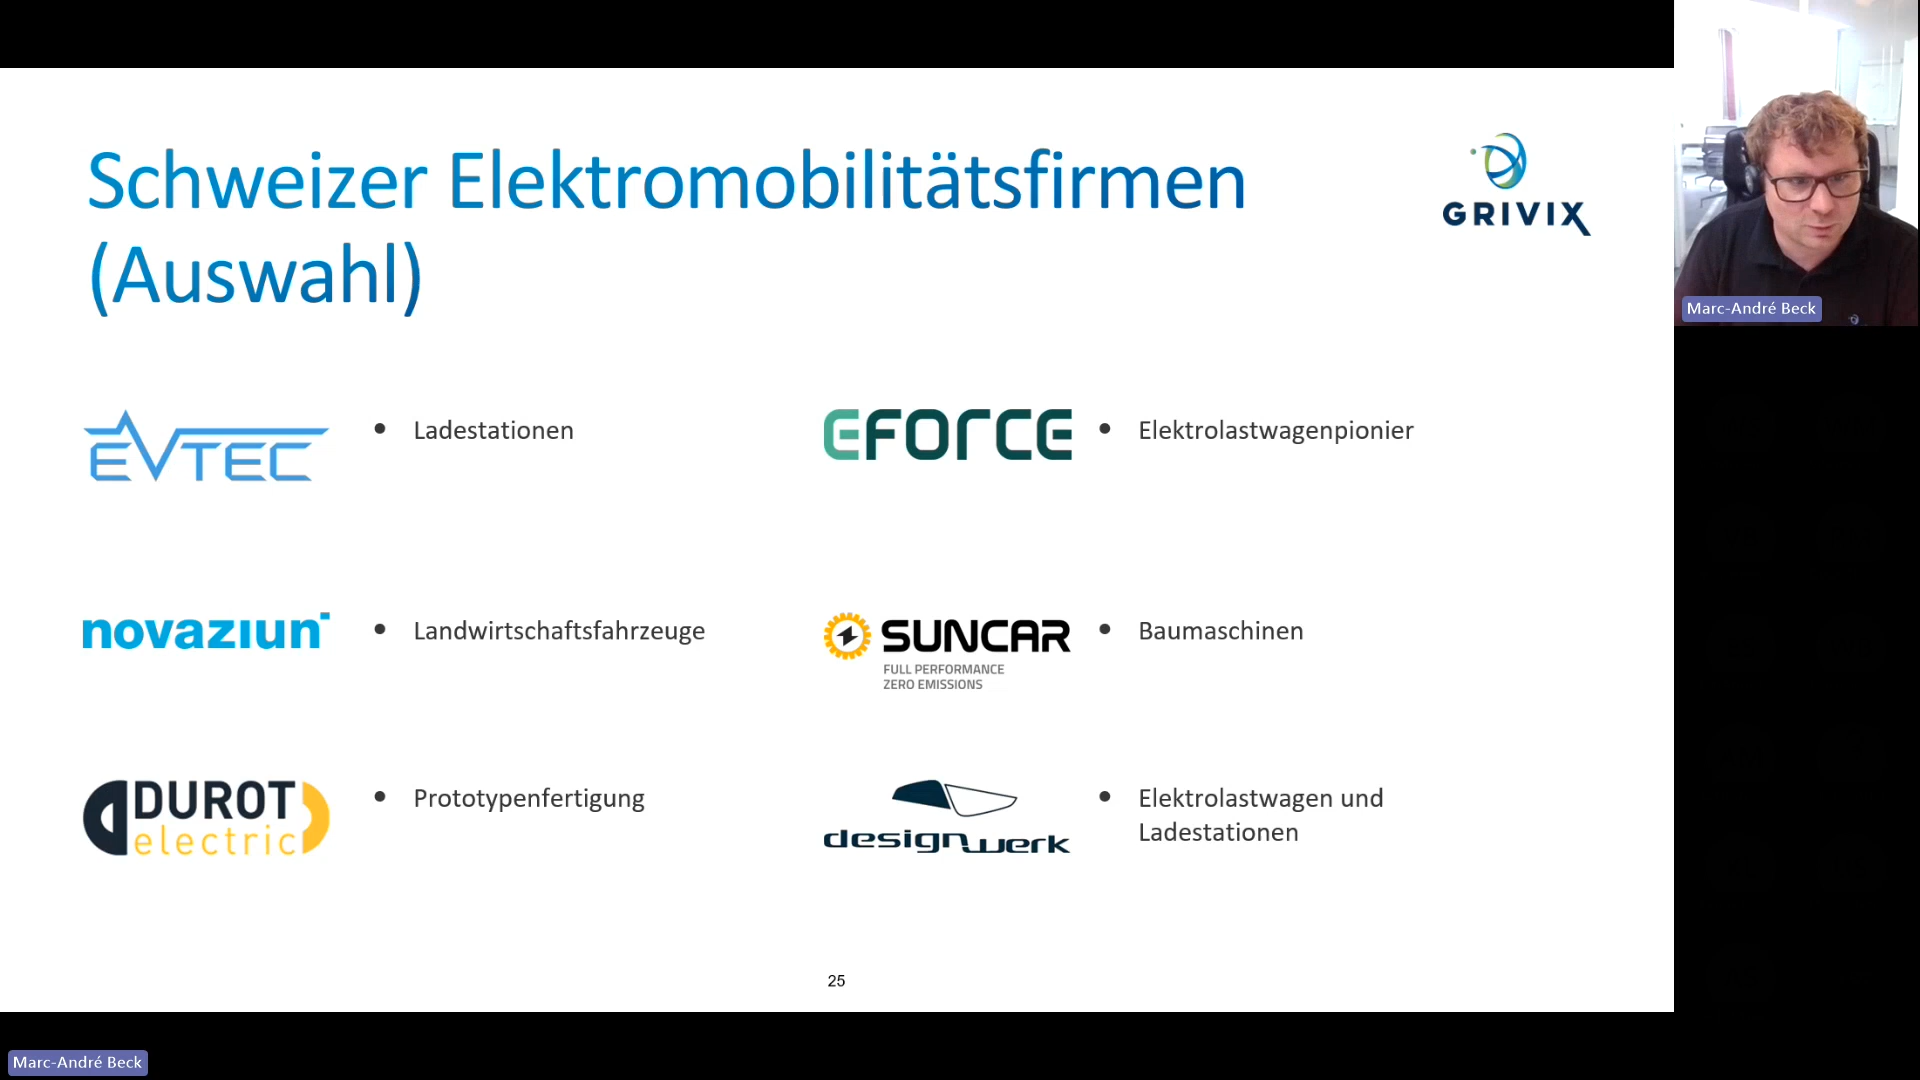 Schweizer Elektromobilitätsfirmen
(Auswahl)
GRIVIX
Marc-André Beck
EVTEC
Ladestationen
EFORCE
Elektrolastwagenpionier
novaziun
Landwirtschaftsfahrzeuge
SUNCAR
FULL PERFORMANCE
ZERO EMISSIONS
Baumaschinen
DUROT
electric
Prototypenfertigung
designwerk
Elektrolastwagen und
Ladestationen
25
Marc-André Beck